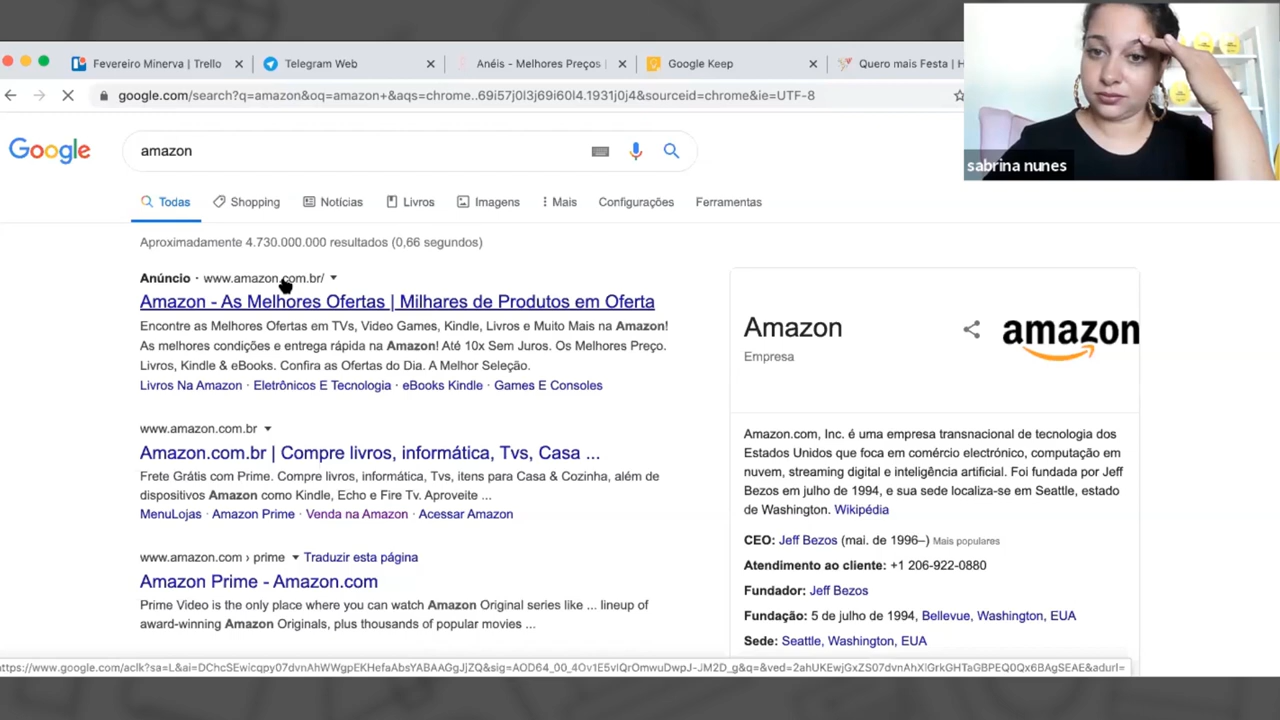 Fevereiro Minerva | Trello
Telegram Web
Anéis - Melhores Preços |
Google Keep
Quero mais Festa | H
google.com/search?q=amazon&oq=amazon+&aqs=chrome..69i57j0l3j69i60l4.1931j0j4&sourceid=chrome&ie=UTF-8
sabrina nunes
Google
amazon
Todas
Shopping
Notícias
Livros
Imagens
Mais
Configurações
Ferramentas
Aproximadamente 4.730.000.000 resultados (0,66 segundos)
Anúncio · www.amazon.com.br/
Amazon - As Melhores Ofertas | Milhares de Produtos em Oferta
Encontre as Melhores Ofertas em TVs, Video Games, Kindle, Livros e Muito Mais na Amazon!
As melhores condições e entrega rápida na Amazon! Até 10x Sem Juros. Os Melhores Preço.
Livros, Kindle & eBooks. Confira as Ofertas do Dia. A Melhor Seleção.
Livros Na Amazon · Eletrônicos E Tecnologia · eBooks Kindle · Games E Consoles
www.amazon.com.br
Amazon.com.br | Compre livros, informática, Tvs, Casa ...
Frete Grátis com Prime. Compre livros, informática, Tvs, itens para Casa & Cozinha, além de
dispositivos Amazon como Kindle, Echo e Fire Tv. Aproveite ...
MenuLojas · Amazon Prime · Venda na Amazon · Acessar Amazon
www.amazon.com › prime
Traduzir esta página
Amazon Prime - Amazon.com
Prime Video is the only place where you can watch Amazon Original series like ... lineup of
award-winning Amazon Originals, plus thousands of popular movies ...
Amazon
Empresa
amazon
Amazon.com, Inc. é uma empresa transnacional de tecnologia dos
Estados Unidos que foca em comércio eletrônico, computação em
nuvem, streaming digital e inteligência artificial. Foi fundada por Jeff
Bezos em julho de 1994, e sua sede localiza-se em Seattle, estado
de Washington. Wikipédia
CEO: Jeff Bezos (mai. de 1996–) Mais populares
Atendimento ao cliente: +1 206-922-0880
Fundador: Jeff Bezos
Fundação: 5 de julho de 1994, Bellevue, Washington, EUA
Sede: Seattle, Washington, EUA